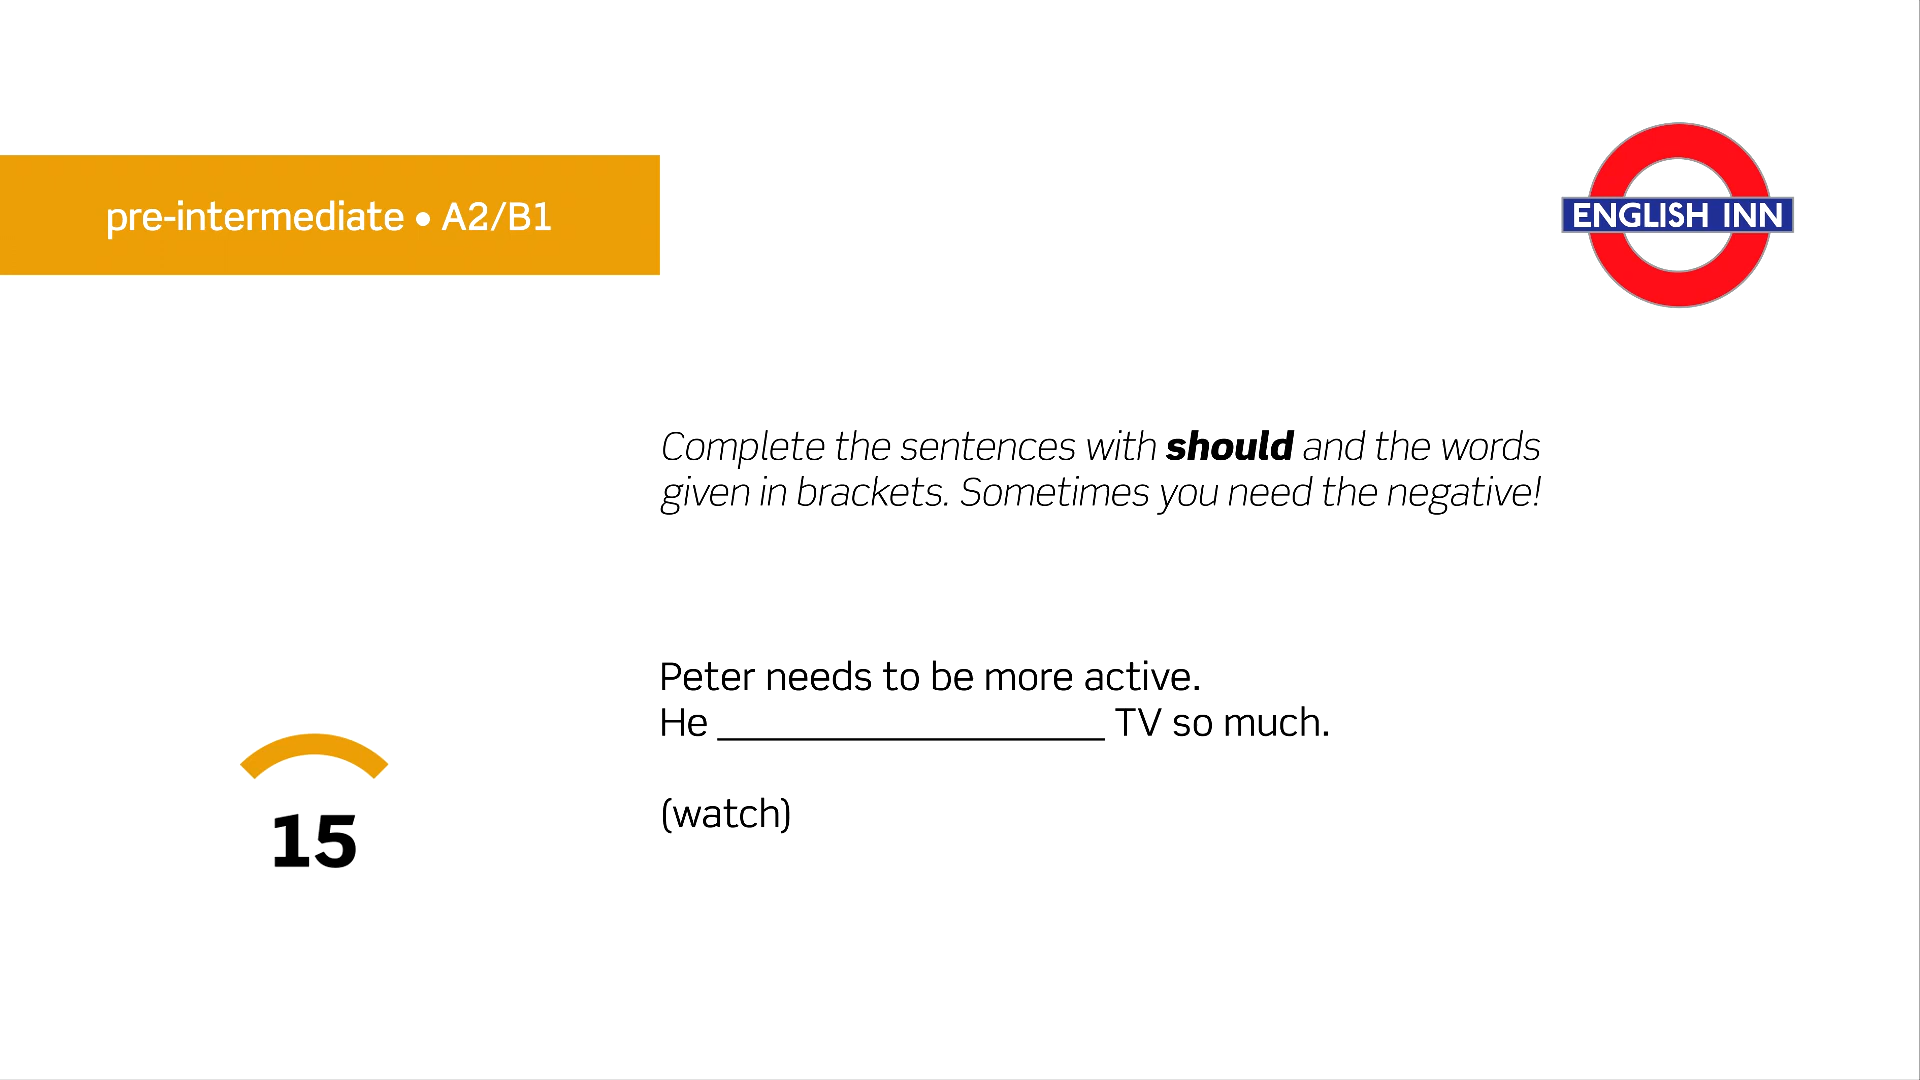 pre-intermediate • A2/B1
ENGLISH INN
Complete the sentences with should and the words
given in brackets. Sometimes you need the negative!
Peter needs to be more active.
He ____________________ TV so much.
(watch)
15